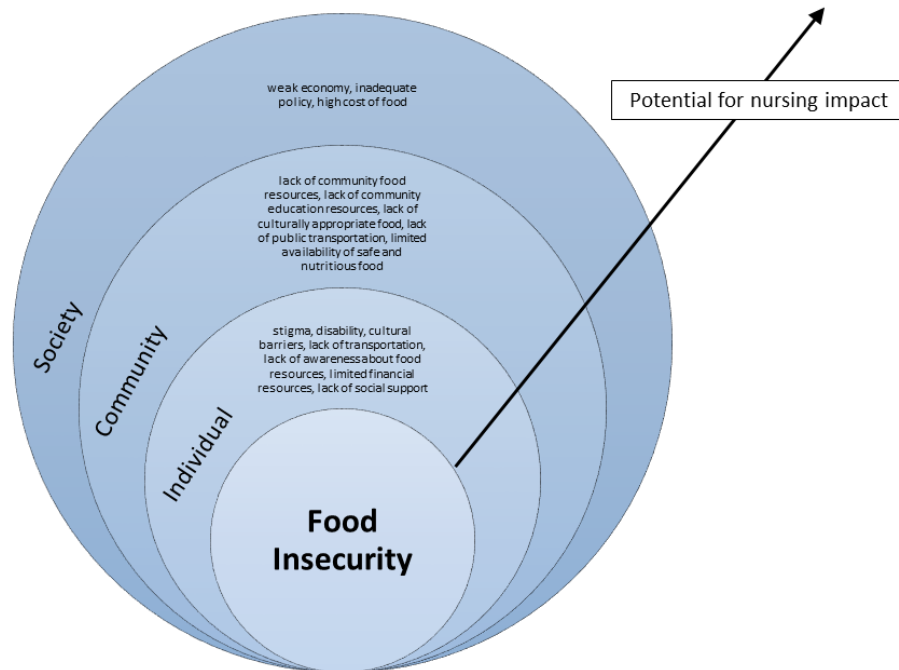 weak economy, inadequate
policy, high cost of food
Potential for nursing impact
lack of community food
resources, lack of community
education resources, lack of
culturally appropriate food, lack
of public transportation, limited
availability of safe and
nutritious food
Society
Community
stigma, disability, cultural
barriers, lack of transportation,
lack of awareness about food
resources, limited financial
resources, lack of social support
Individual
Food
Insecurity